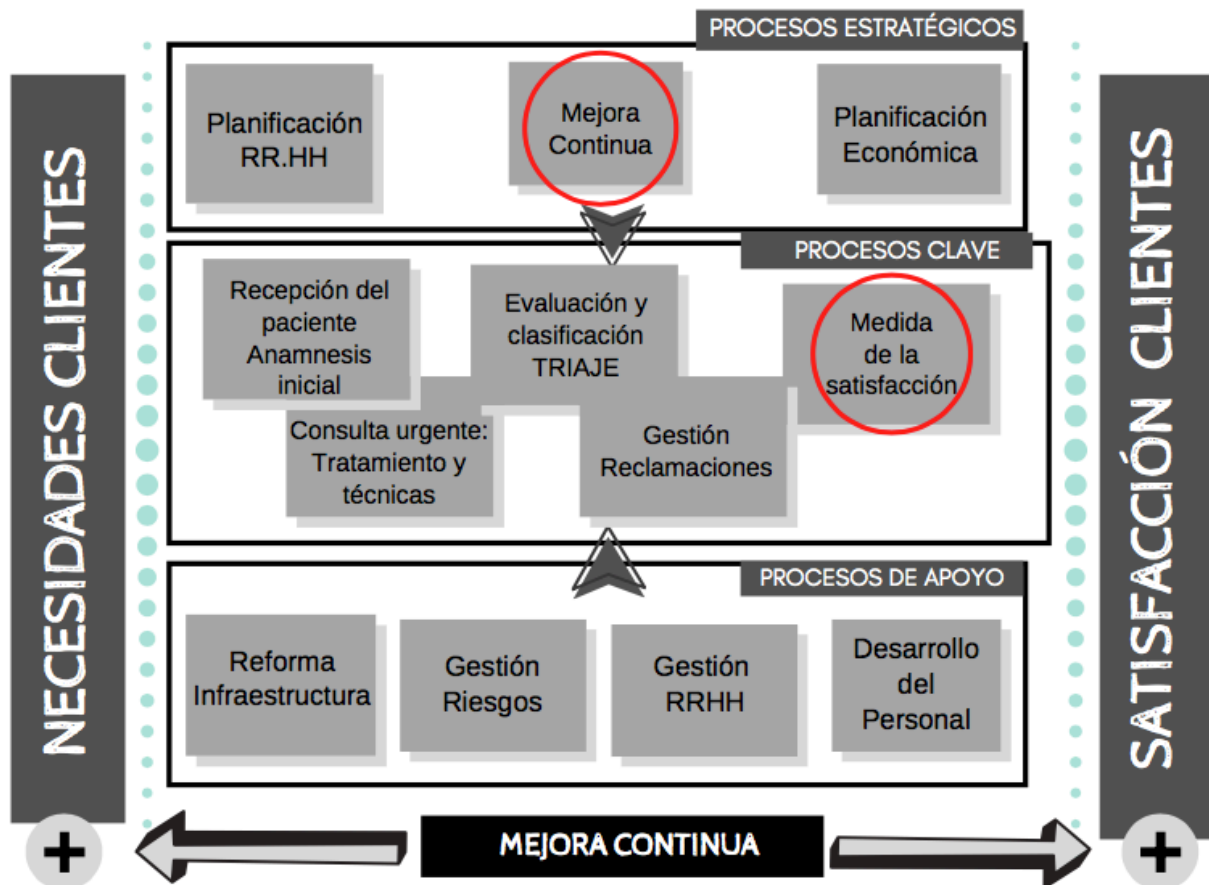 PROCESOS ESTRATÉGICOS
Planificación
RR.HH
Mejora
Continua
Planificación
Económica
NECESIDADES CLIENTES
SATISFACCIÓN CLIENTES
PROCESOS CLAVE
Recepción del
paciente
Anamnesis
inicial
Evaluación y
clasificación
TRIAJE
Medida
de la
satisfacción
Consulta urgente:
Tratamiento y
técnicas
Gestión
Reclamaciones
PROCESOS DE APOYO
Reforma
Infraestructura
Gestión
Riesgos
Gestión
RRHH
Desarrollo
del
Personal
+
MEJORA CONTINUA
+